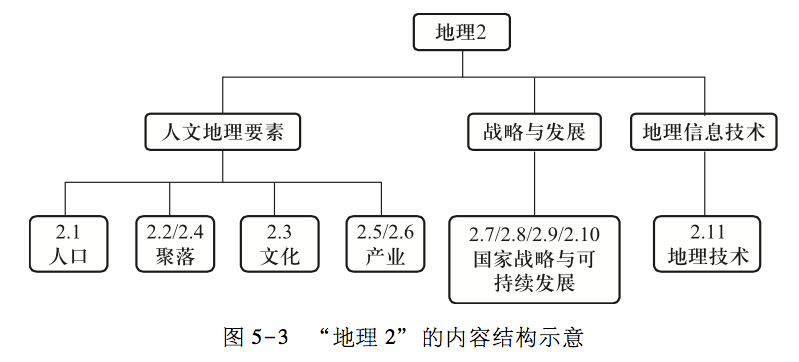 地理2
人文地理要素
战略与发展
地理信息技术
2.1
人口
2.2/2.4
聚落
2.3
文化
2.5/2.6
产业
2.7/2.8/2.9/2.10
国家战略与可
持续发展
2.11
地理技术
图 5-3 “地理 2”的内容结构示意